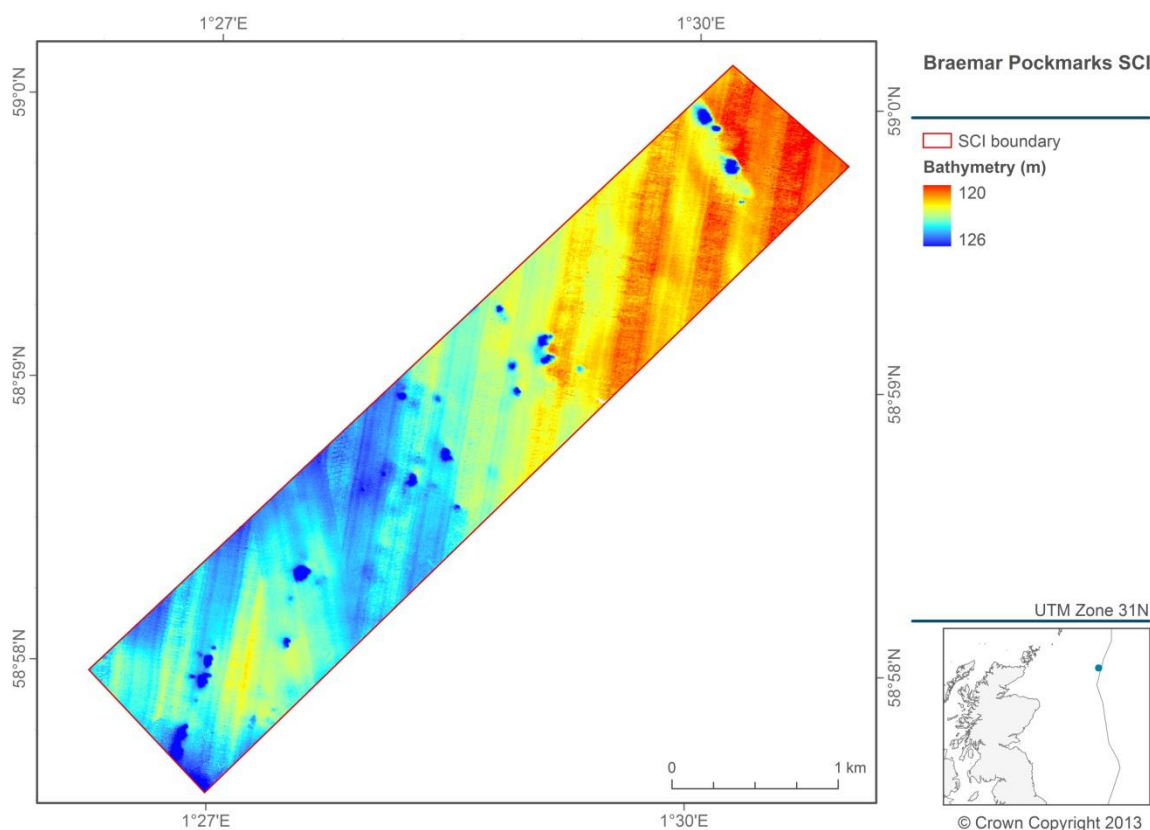 1°27'E
1°30'E
59°0'N
59°0'N
58°59'N
58°59'N
58°58'N
58°58'N
0
1 km
1°27'E
1°30'E
Braemar Pockmarks SCI
SCI boundary
Bathymetry (m)
120
126
UTM Zone 31N
© Crown Copyright 2013